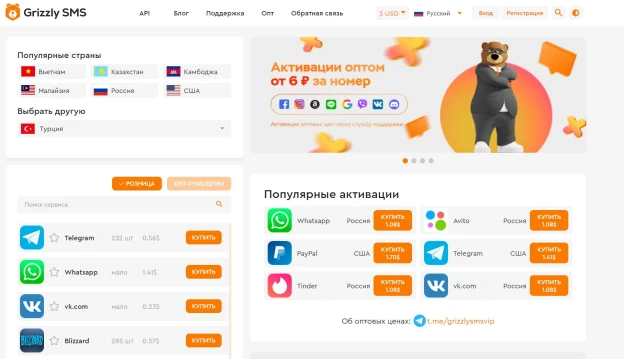 Grizzly SMS
API
Блог
Поддержка
Опт
Обратная связь
$ USD
Русский
Вход
Регистрация
Популярные страны
Вьетнам
Казахстан
Камбоджа
Малайзия
Россия
США
Выбрать другую
Турция
Активации оптом
от 6 ₽ за номер
Активация оптовых цен через службу поддержки
РОЗНИЦА
Поиск сервиса
Telegram 232 шт 0.56$ КУПИТЬ
Whatsapp мало 1.41$ КУПИТЬ
vk.com мало 0.23$ КУПИТЬ
Blizzard 285 шт 0.57$ КУПИТЬ
Популярные активации
Whatsapp Россия КУПИТЬ 1.08$
Avito Россия КУПИТЬ 1.08$
PayPal США КУПИТЬ 1.70$
Telegram США КУПИТЬ 1.41$
Tinder Россия КУПИТЬ 1.08$
vk.com Россия КУПИТЬ 1.08$
Об оптовых ценах: t.me/grizzlysmsvip